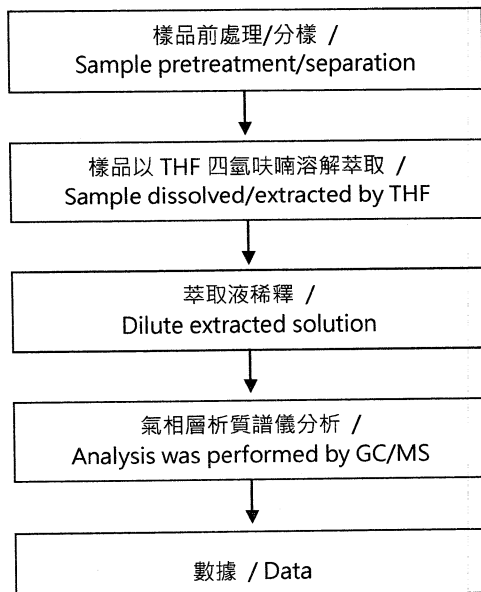 樣品前處理/分樣 /
Sample pretreatment/separation
樣品以 THF 四氫呋喃溶解萃取 /
Sample dissolved/extracted by THF
萃取液稀釋 /
Dilute extracted solution
氣相層析質譜儀分析 /
Analysis was performed by GC/MS
數據 / Data